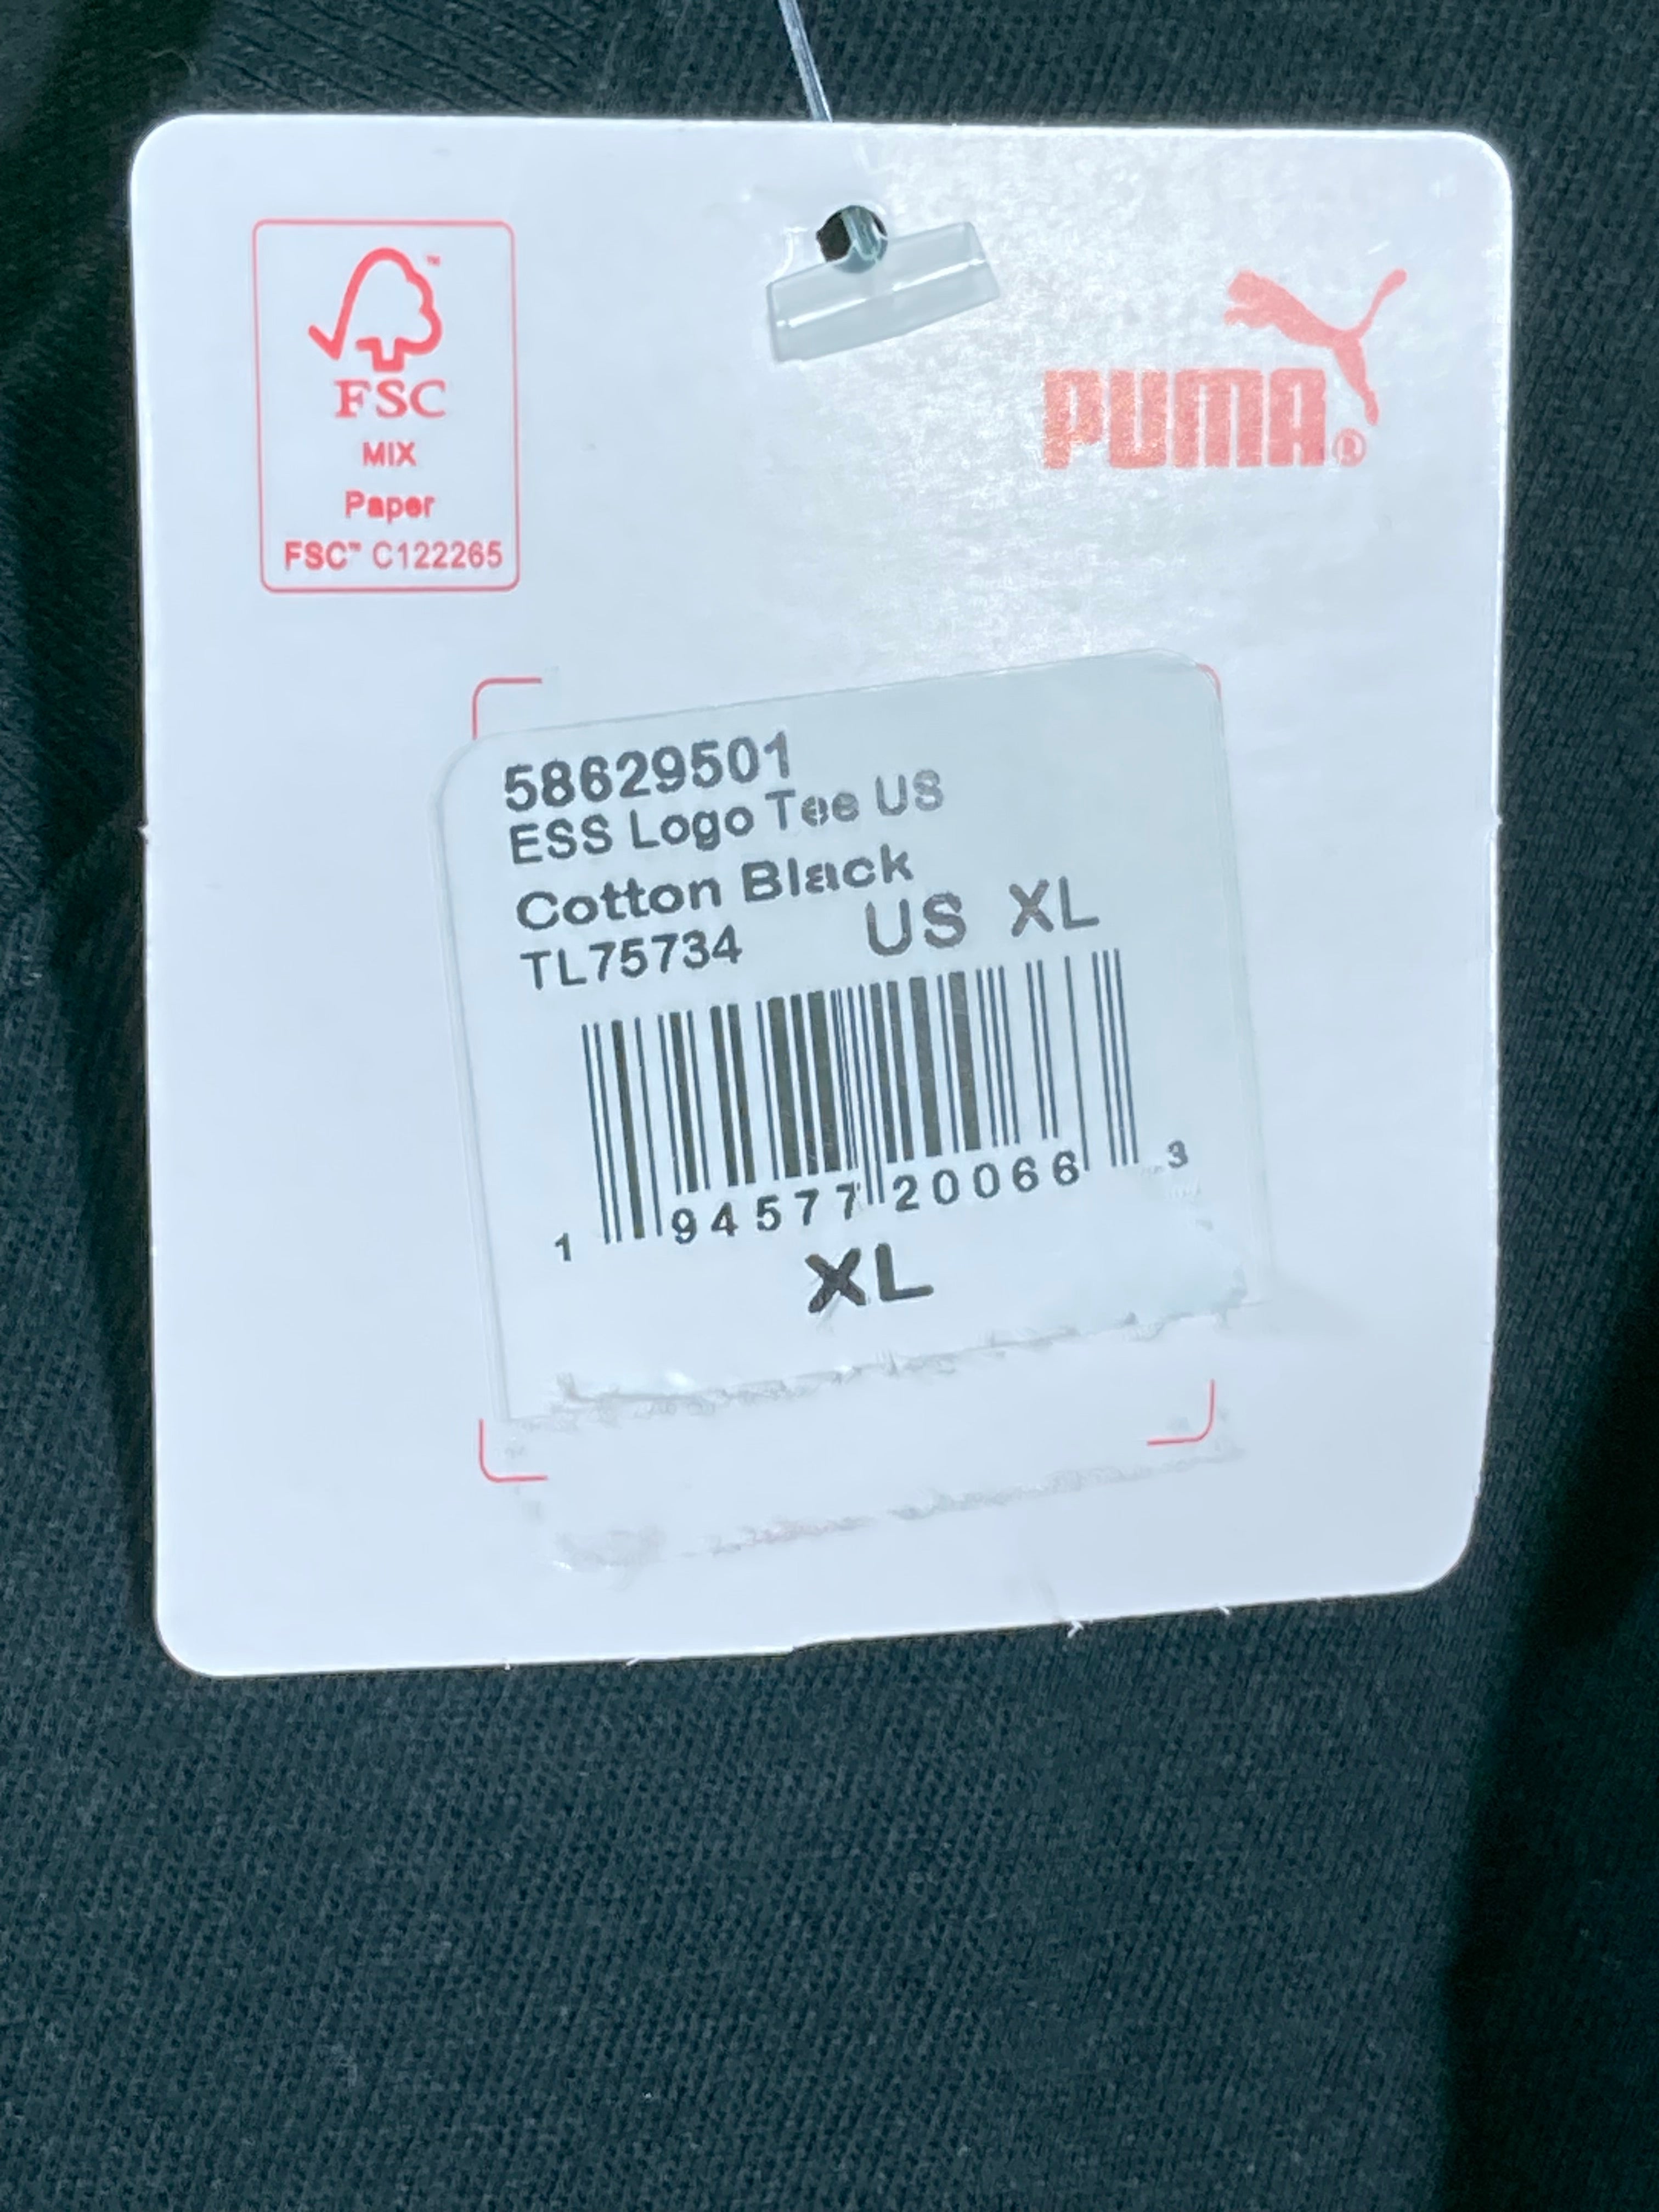 FSC™
MIX
Paper
FSC™ C122265
PUMA®
58629501
ESS Logo Tee US
Cotton Black
TL75734 US XL
1 94577 20066 3
XL